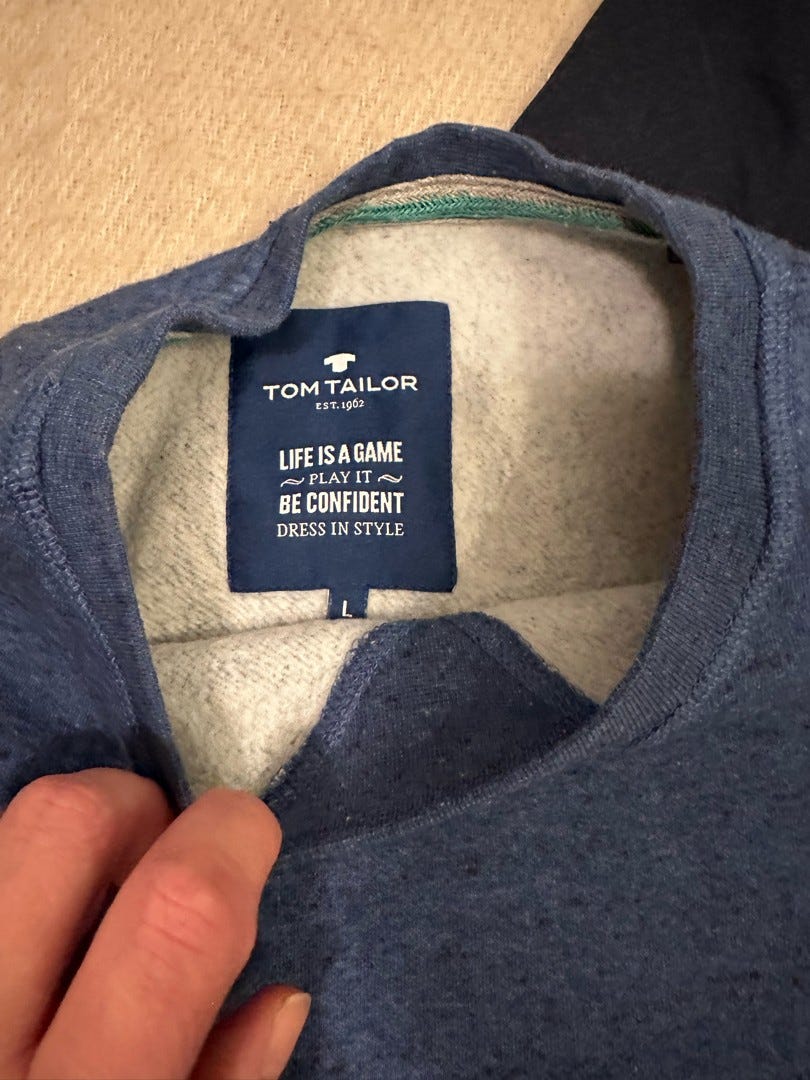 TOM TAILOR
EST. 1962
LIFE IS A GAME
~ PLAY IT ~
BE CONFIDENT
DRESS IN STYLE
L